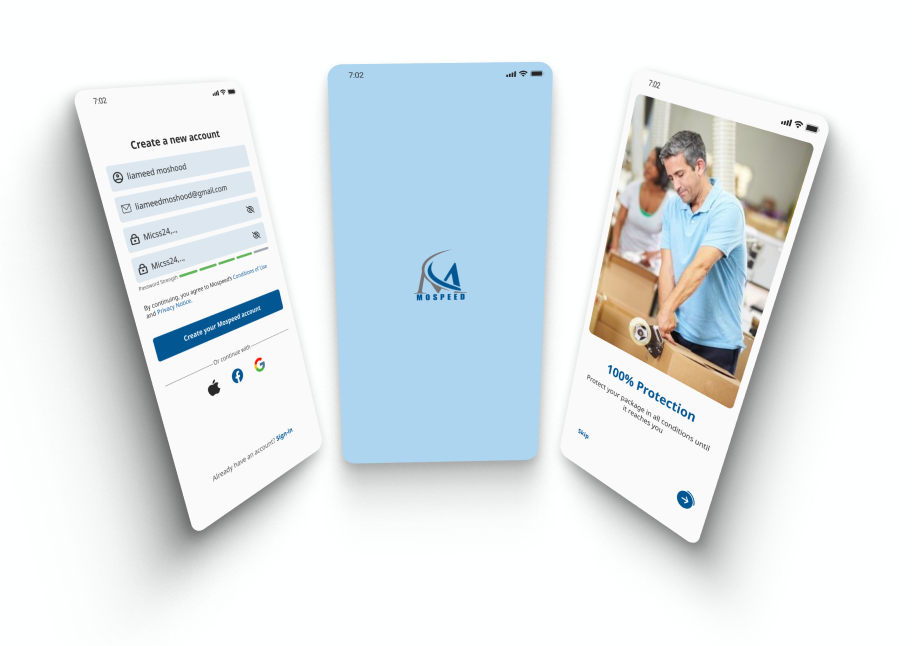 7:02
Create a new account
liameed moshood
liameedmoshood@gmail.com
Micss24,..,
Micss24,..,
Password Strength
By continuing, you agree to Mospeed's Conditions of Use
and Privacy Notice.
Create your Mospeed account
Or continue with
Already have an account? Sign-in
7:02
MOSPEED
7:02
100% Protection
Protect your package in all conditions until
it reaches you
Skip